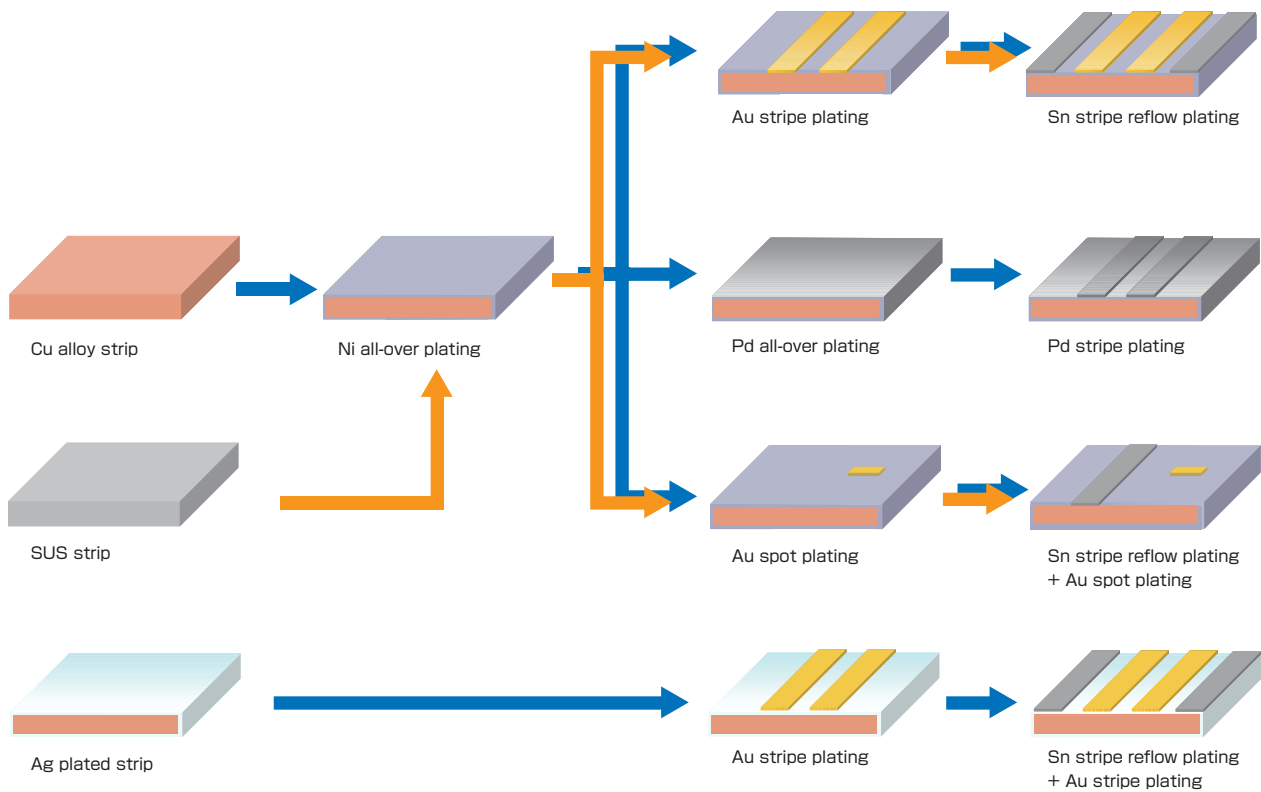 Au stripe plating
Sn stripe reflow plating
Cu alloy strip
Ni all-over plating
Pd all-over plating
Pd stripe plating
SUS strip
Au spot plating
Sn stripe reflow plating
+ Au spot plating
Ag plated strip
Au stripe plating
Sn stripe reflow plating
+ Au stripe plating